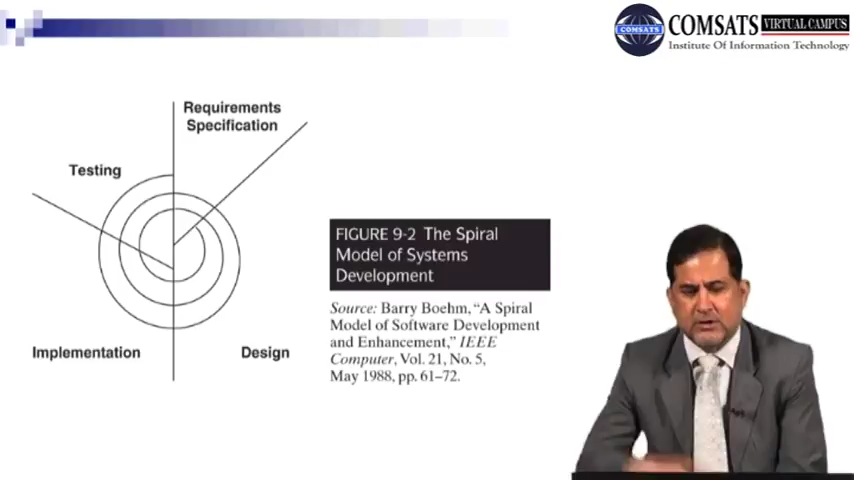 COMSATS VIRTUAL CAMPUS
Institute Of Information Technology
COMSATS
Requirements
Specification
Testing
Implementation
Design
FIGURE 9-2 The Spiral
Model of Systems
Development
Source: Barry Boehm, “A Spiral
Model of Software Development
and Enhancement,” IEEE
Computer, Vol. 21, No. 5,
May 1988, pp. 61–72.